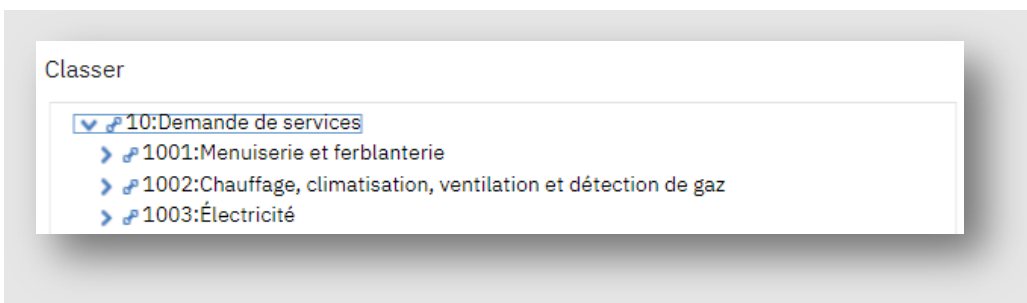 Classer
10:Demande de services
1001:Menuiserie et ferblanterie
1002:Chauffage, climatisation, ventilation et détection de gaz
1003:Électricité